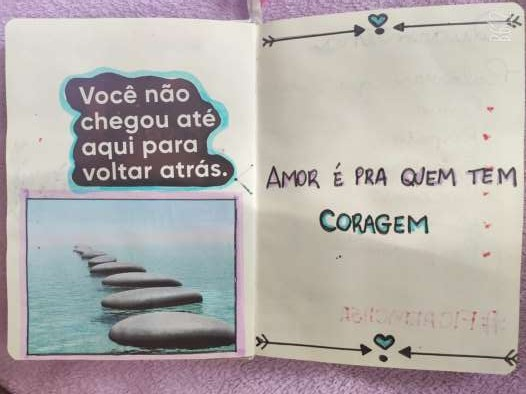 Você não
chegou até
aqui para
voltar atrás.
AMOR É PRA QUEM TEM
CORAGEM